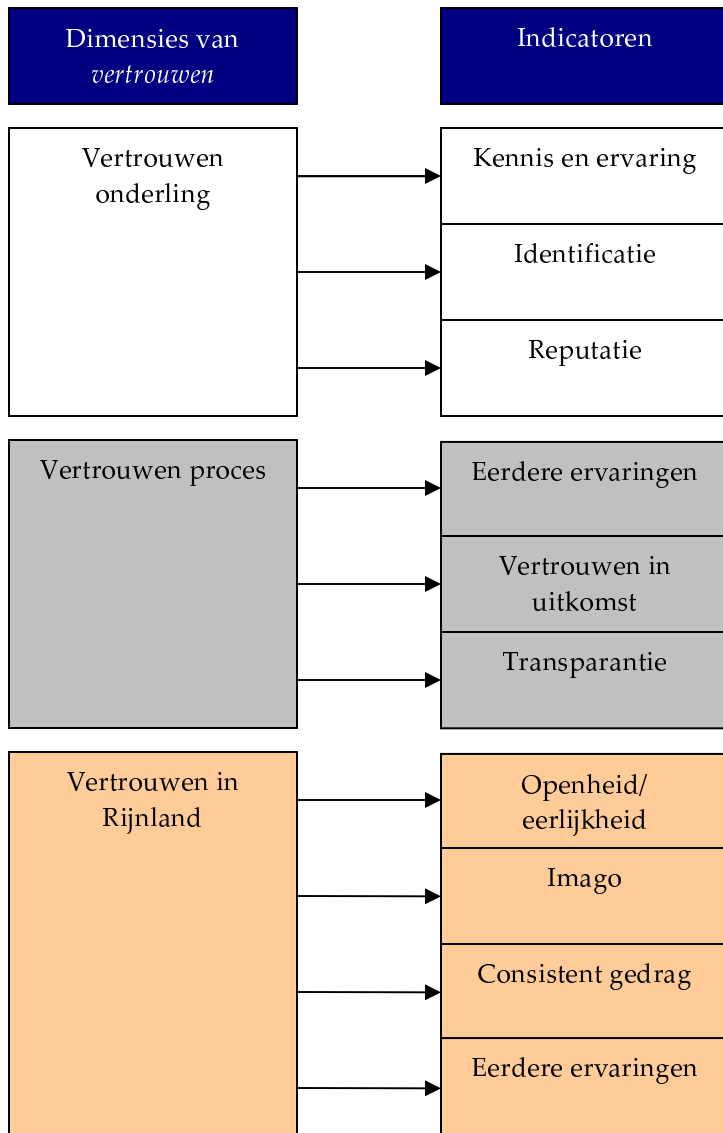 Dimensies van
vertrouwen
Indicatoren
Vertrouwen
onderling
Kennis en ervaring
Identificatie
Reputatie
Vertrouwen proces
Eerdere ervaringen
Vertrouwen in
uitkomst
Transparantie
Vertrouwen in
Rijnland
Openheid/
eerlijkheid
Imago
Consistent gedrag
Eerdere ervaringen